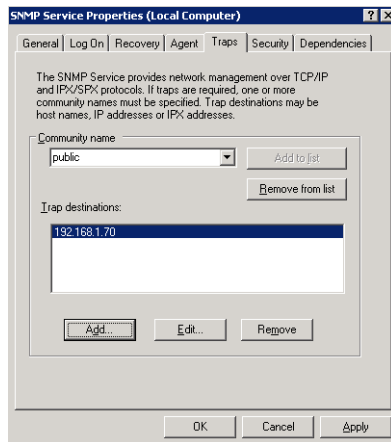 SNMP Service Properties (Local Computer)
General Log On Recovery Agent Traps Security Dependencies
The SNMP Service provides network management over TCP/IP
and IPX/SPX protocols. If traps are required, one or more
community names must be specified. Trap destinations may be
host names, IP addresses or IPX addresses.
Community name
public
Add to list
Remove from list
Trap destinations:
192.168.1.70
Add... Edit... Remove
OK Cancel Apply